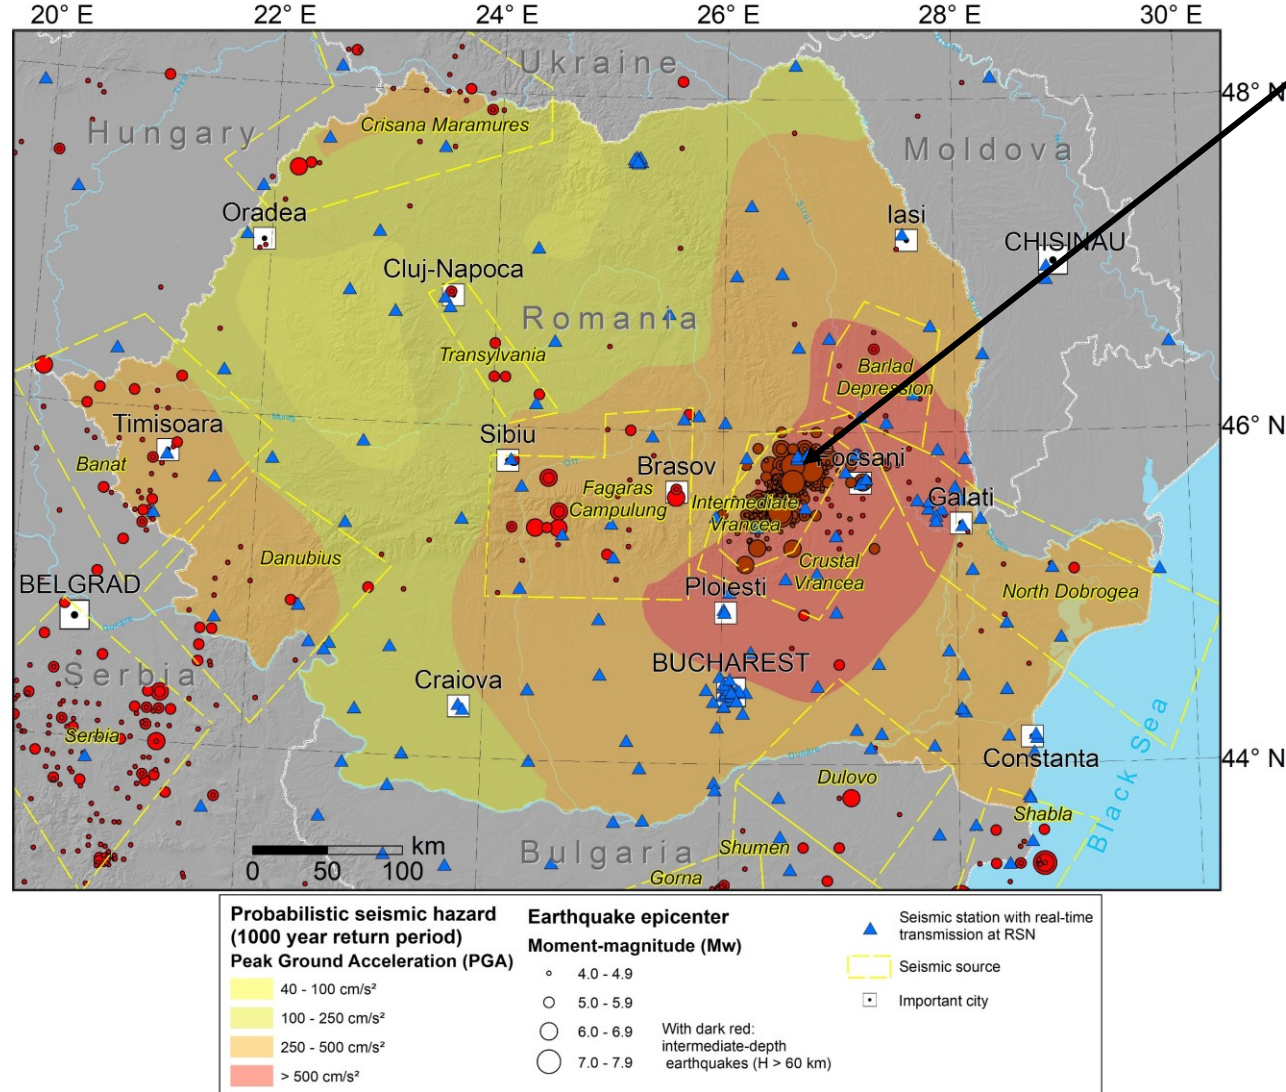 20° E 22° E 24° E 26° E 28° E 30° E
Ukraine
48° N
Hungary
Crisana Maramures
Moldova
Oradea
Iasi
CHISINAU
Cluj-Napoca
Romania
Siret
Transylvania
Barlad
Depression
Mures
46° N
Timisoara
Sibiu
Olt
Banat
Brasov
Focsani
Fagaras
Campulung
Intermediate
Vrancea
Galati
Danubius
Crustal
Vrancea
BELGRAD
Ploiesti
North Dobrogea
Dunare
BUCHAREST
Serbia
Craiova
Serbia
Dunare
Constanta
44° N
Dulovo
Black Sea
Shabla
km
0 50 100
Bulgaria
Shumen
Gorna
Probabilistic seismic hazard
(1000 year return period)
Peak Ground Acceleration (PGA)
40 - 100 cm/s²
100 - 250 cm/s²
250 - 500 cm/s²
> 500 cm/s²
Earthquake epicenter
Moment-magnitude (Mw)
4.0 - 4.9
5.0 - 5.9
6.0 - 6.9
7.0 - 7.9
With dark red:
intermediate-depth
earthquakes (H > 60 km)
Seismic station with real-time
transmission at RSN
Seismic source
Important city